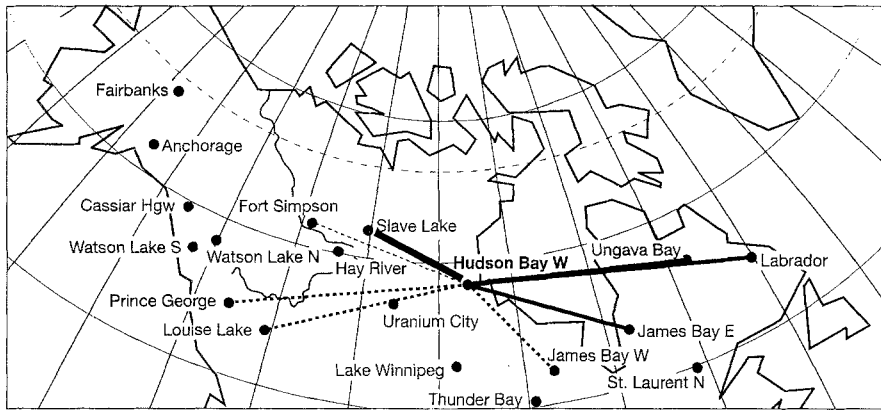 Fairbanks
Anchorage
Cassiar Hgw
Fort Simpson
Slave Lake
Watson Lake S
Watson Lake N
Hay River
Hudson Bay W
Ungava Bay
Labrador
Prince George
Uranium City
Louise Lake
James Bay E
James Bay W
Lake Winnipeg
St. Laurent N
Thunder Bay